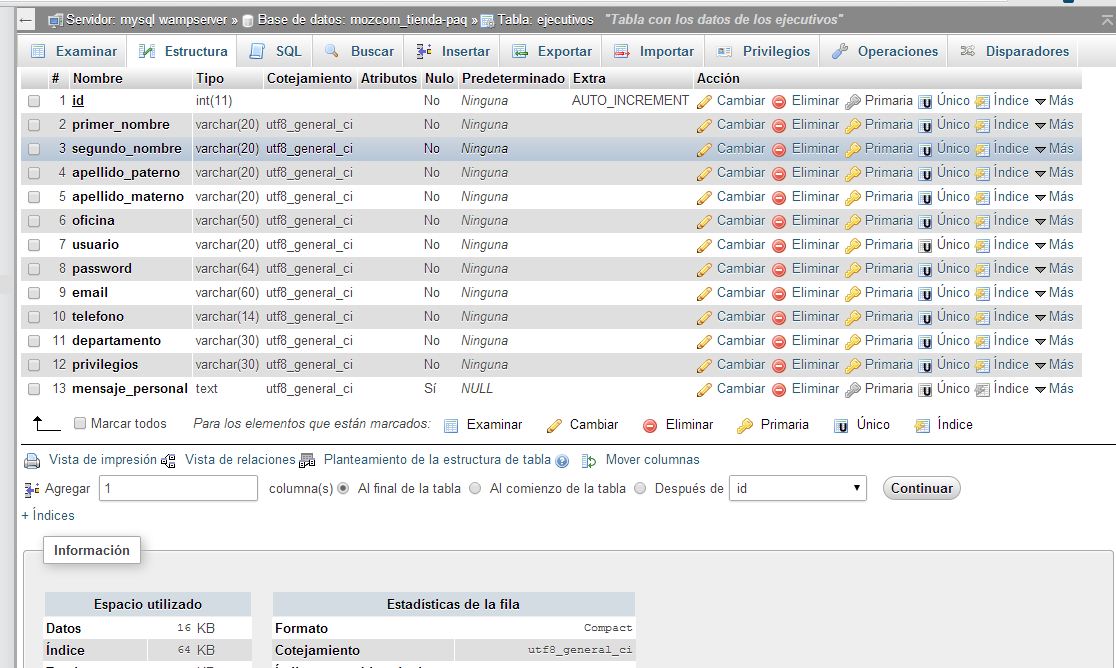 ← Servidor: mysql wampserver » Base de datos: mozcom_tienda-paq » Tabla: ejecutivos "Tabla con los datos de los ejecutivos"
Examinar Estructura SQL Buscar Insertar Exportar Importar Privilegios Operaciones Disparadores
# Nombre Tipo Cotejamiento Atributos Nulo Predeterminado Extra Acción
1 id int(11) No Ninguna AUTO_INCREMENT Cambiar Eliminar Primaria Único Índice Más
2 primer_nombre varchar(20) utf8_general_ci No Ninguna Cambiar Eliminar Primaria Único Índice Más
3 segundo_nombre varchar(20) utf8_general_ci No Ninguna Cambiar Eliminar Primaria Único Índice Más
4 apellido_paterno varchar(20) utf8_general_ci No Ninguna Cambiar Eliminar Primaria Único Índice Más
5 apellido_materno varchar(20) utf8_general_ci No Ninguna Cambiar Eliminar Primaria Único Índice Más
6 oficina varchar(50) utf8_general_ci No Ninguna Cambiar Eliminar Primaria Único Índice Más
7 usuario varchar(20) utf8_general_ci No Ninguna Cambiar Eliminar Primaria Único Índice Más
8 password varchar(64) utf8_general_ci No Ninguna Cambiar Eliminar Primaria Único Índice Más
9 email varchar(60) utf8_general_ci No Ninguna Cambiar Eliminar Primaria Único Índice Más
10 telefono varchar(14) utf8_general_ci No Ninguna Cambiar Eliminar Primaria Único Índice Más
11 departamento varchar(30) utf8_general_ci No Ninguna Cambiar Eliminar Primaria Único Índice Más
12 privilegios varchar(30) utf8_general_ci No Ninguna Cambiar Eliminar Primaria Único Índice Más
13 mensaje_personal text utf8_general_ci Sí NULL Cambiar Eliminar Primaria Único Índice Más
Marcar todos Para los elementos que están marcados: Examinar Cambiar Eliminar Primaria Único Índice
Vista de impresión Vista de relaciones Planteamiento de la estructura de tabla Mover columnas
Agregar 1 columna(s) Al final de la tabla Al comienzo de la tabla Después de id Continuar
+ Índices
Información
Espacio utilizado Estadísticas de la fila
Datos 16 KB Formato Compact
Índice 64 KB Cotejamiento utf8_general_ci